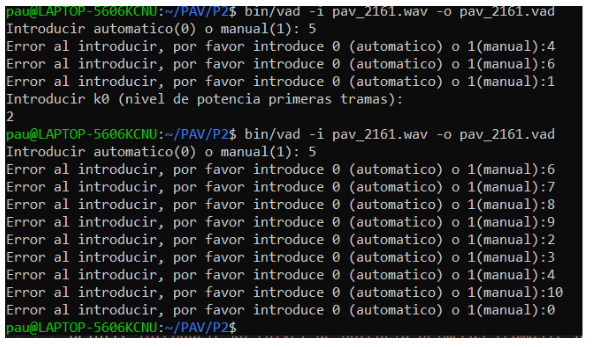 pau@LAPTOP-5606KCNU:~/PAV/P2$ bin/vad -i pav_2161.wav -o pav_2161.vad
Introducir automatico(0) o manual(1): 5
Error al introducir, por favor introduce 0 (automatico) o 1(manual):4
Error al introducir, por favor introduce 0 (automatico) o 1(manual):6
Error al introducir, por favor introduce 0 (automatico) o 1(manual):1
Introducir k0 (nivel de potencia primeras tramas):
2
pau@LAPTOP-5606KCNU:~/PAV/P2$ bin/vad -i pav_2161.wav -o pav_2161.vad
Introducir automatico(0) o manual(1): 5
Error al introducir, por favor introduce 0 (automatico) o 1(manual):6
Error al introducir, por favor introduce 0 (automatico) o 1(manual):7
Error al introducir, por favor introduce 0 (automatico) o 1(manual):8
Error al introducir, por favor introduce 0 (automatico) o 1(manual):9
Error al introducir, por favor introduce 0 (automatico) o 1(manual):2
Error al introducir, por favor introduce 0 (automatico) o 1(manual):3
Error al introducir, por favor introduce 0 (automatico) o 1(manual):4
Error al introducir, por favor introduce 0 (automatico) o 1(manual):10
Error al introducir, por favor introduce 0 (automatico) o 1(manual):0
pau@LAPTOP-5606KCNU:~/PAV/P2$